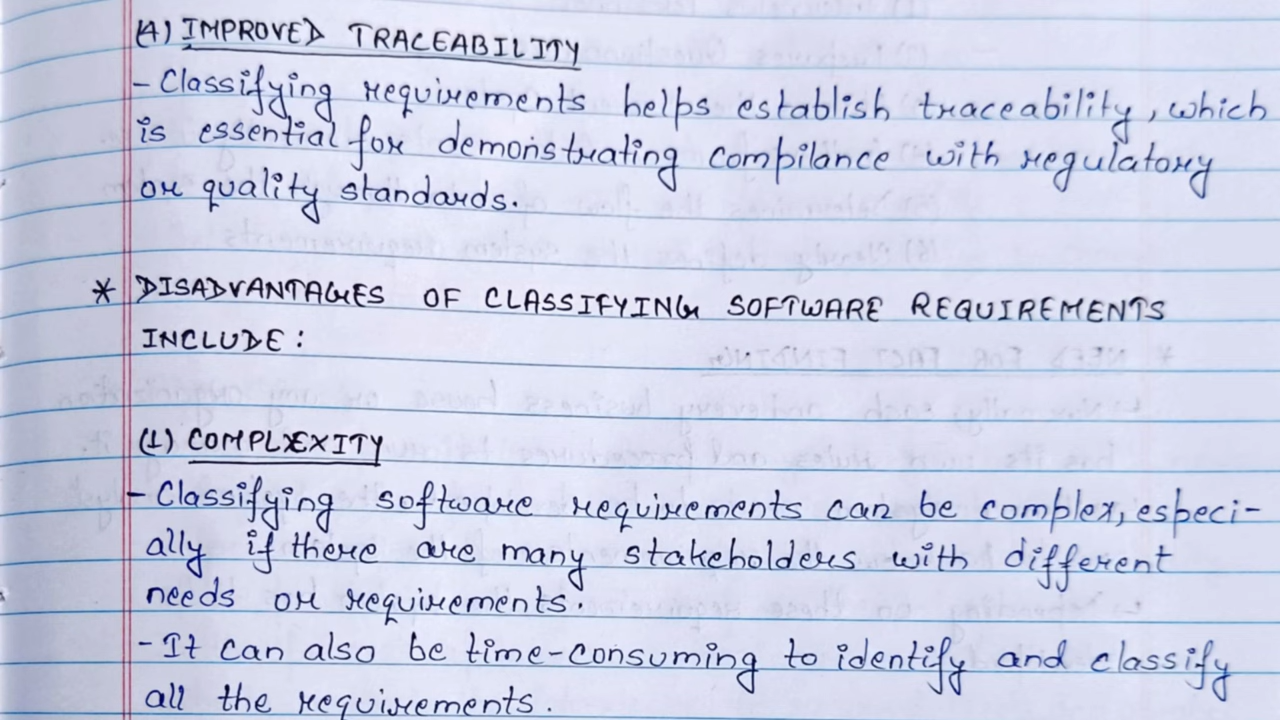 (4) IMPROVED TRACEABILITY
- Classifying requirements helps establish traceability, which
is essential for demonstrating compilance with regulatory
or quality standards.
* DISADVANTAGES OF CLASSIFYING SOFTWARE REQUIREMENTS
INCLUDE:
(1) COMPLEXITY
- Classifying software requirements can be complex, especi-
ally if there are many stakeholders with different
needs or requirements.
- It can also be time-consuming to identify and classify
all the requirements.